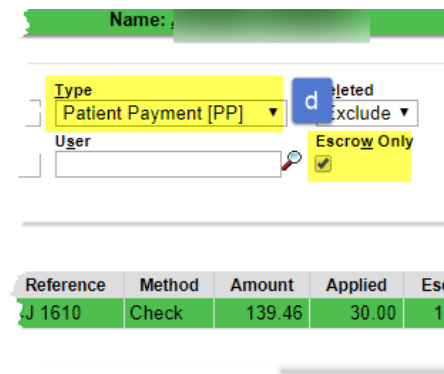 Name:
Type
Patient Payment [PP]
d
eleted
Exclude
User
Escrow Only
Reference Method Amount Applied Es
J 1610 Check 139.46 30.00 1